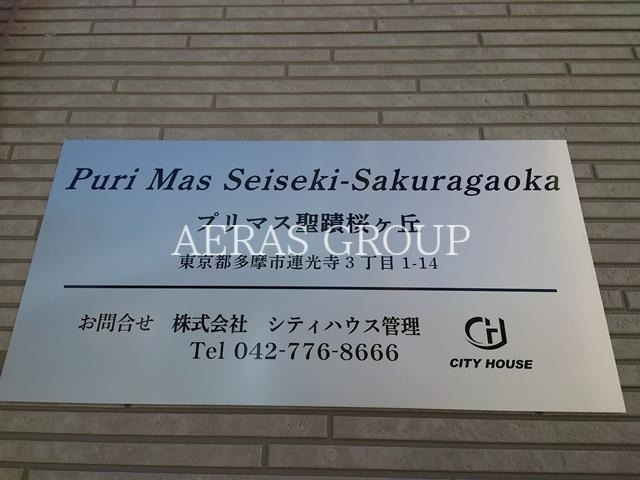 Puri Mas Seiseki-Sakuragaoka
プリマス聖蹟桜ヶ丘
AERAS GROUP
東京都多摩市連光寺3丁目1-14
お問合せ 株式会社 シティハウス管理
Tel 042-776-8666
CH
CITY HOUSE